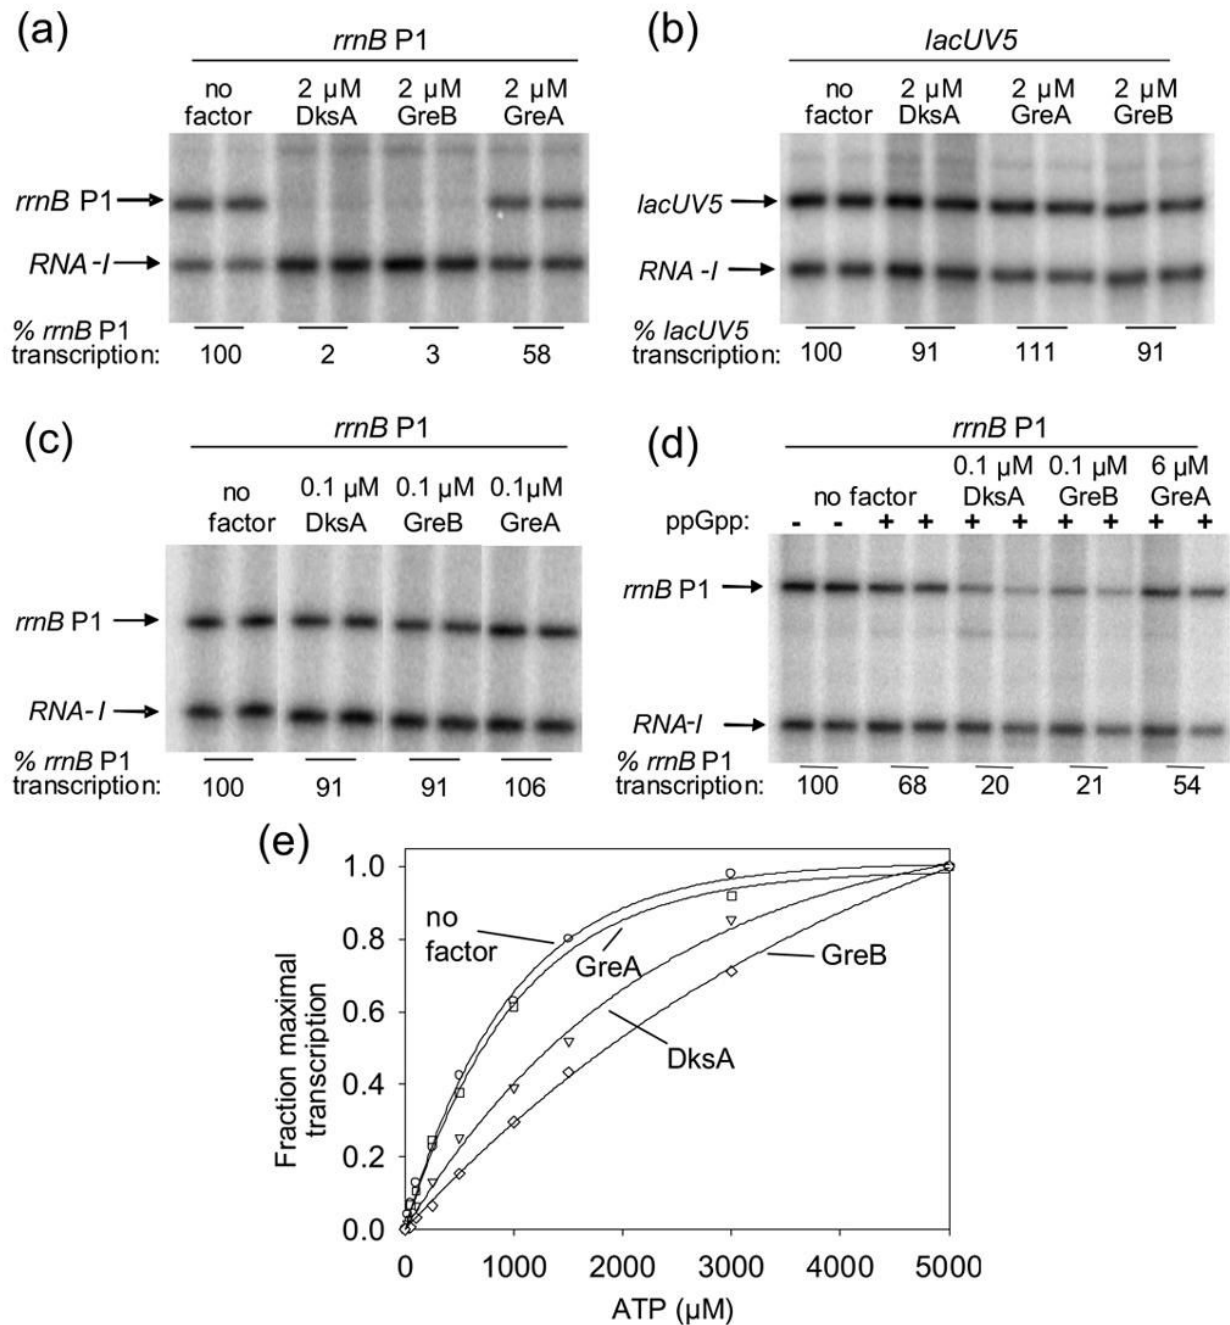 (a)
rrnB P1
no factor
2 µM DksA
2 µM GreB
2 µM GreA
rrnB P1
RNA-I
% rrnB P1 transcription:
100 2 3 58
(b)
lacUV5
no factor
2 µM DksA
2 µM GreA
2 µM GreB
lacUV5
RNA -I
% lacUV5 transcription:
100 91 111 91
(c)
rrnB P1
no factor
0.1 µM DksA
0.1 µM GreB
0.1µM GreA
rrnB P1
RNA-I
% rrnB P1 transcription:
100 91 91 106
(d)
rrnB P1
no factor
0.1 µM DksA
0.1 µM GreB
6 µM GreA
ppGpp: - - + + + + + + + +
rrnB P1
RNA-I
% rrnB P1 transcription:
100 68 20 21 54
(e)
Fraction maximal transcription
1.0
0.8
0.6
0.4
0.2
0.0
no factor
GreA
GreB
DksA
0 1000 2000 3000 4000 5000
ATP (µM)